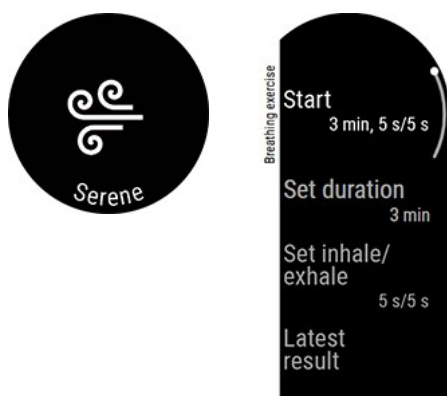 Serene
Breathing exercise
Start
3 min, 5 s/5 s
Set duration
3 min
Set inhale/
exhale
5 s/5 s
Latest
result